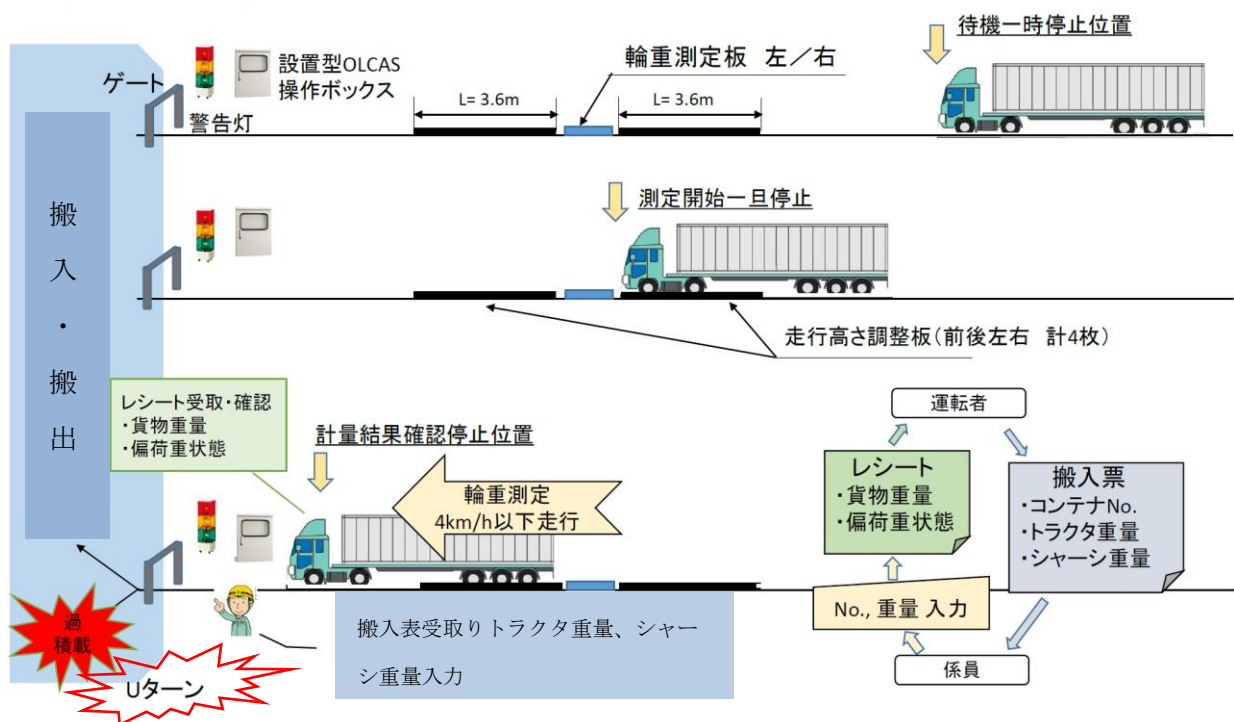 待機一時停止位置
ゲート
設置型OLCAS
操作ボックス
輪重測定板 左／右
L= 3.6m
L= 3.6m
警告灯
搬入・搬出
測定開始一旦停止
走行高さ調整板（前後左右 計4枚）
レシート受取・確認
・貨物重量
・偏荷重状態
計量結果確認停止位置
輪重測定
4km/h以下走行
運転者
レシート
・貨物重量
・偏荷重状態
搬入票
・コンテナNo.
・トラクタ重量
・シャーシ重量
No., 重量 入力
係員
過
積載
Uターン
搬入表受取りトラクタ重量、シャー
シ重量入力